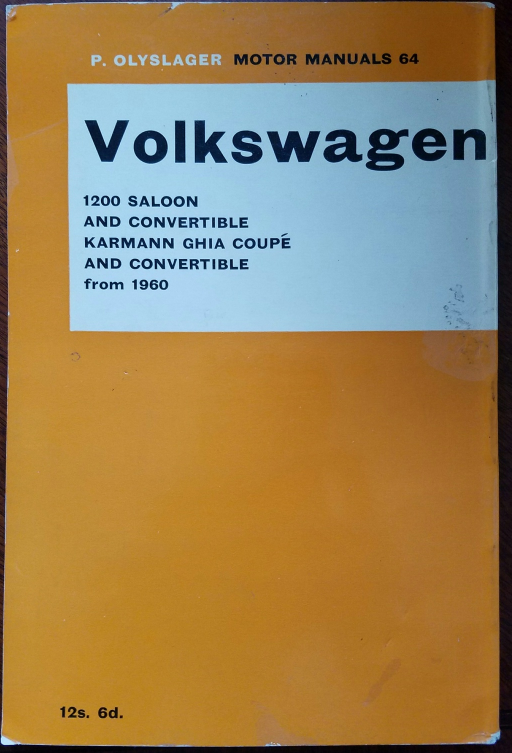 P. OLYSLAGER MOTOR MANUALS 64
Volkswagen
1200 SALOON
AND CONVERTIBLE
KARMANN GHIA COUPÉ
AND CONVERTIBLE
from 1960
12s. 6d.